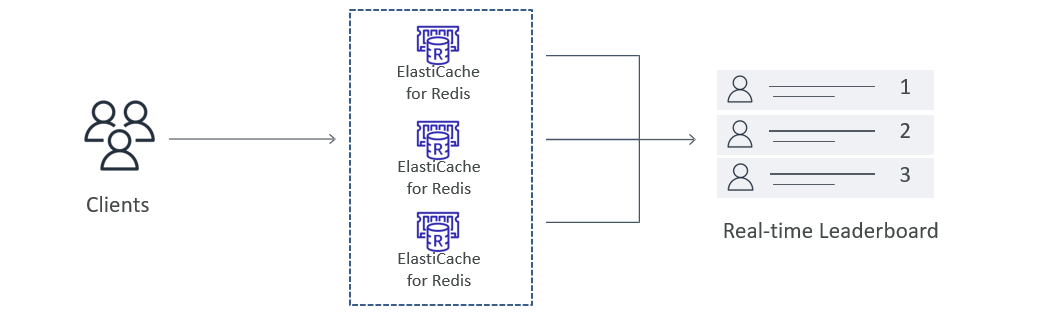 Clients
R
ElastiCache
for Redis
R
ElastiCache
for Redis
R
ElastiCache
for Redis
1
2
3
Real-time Leaderboard